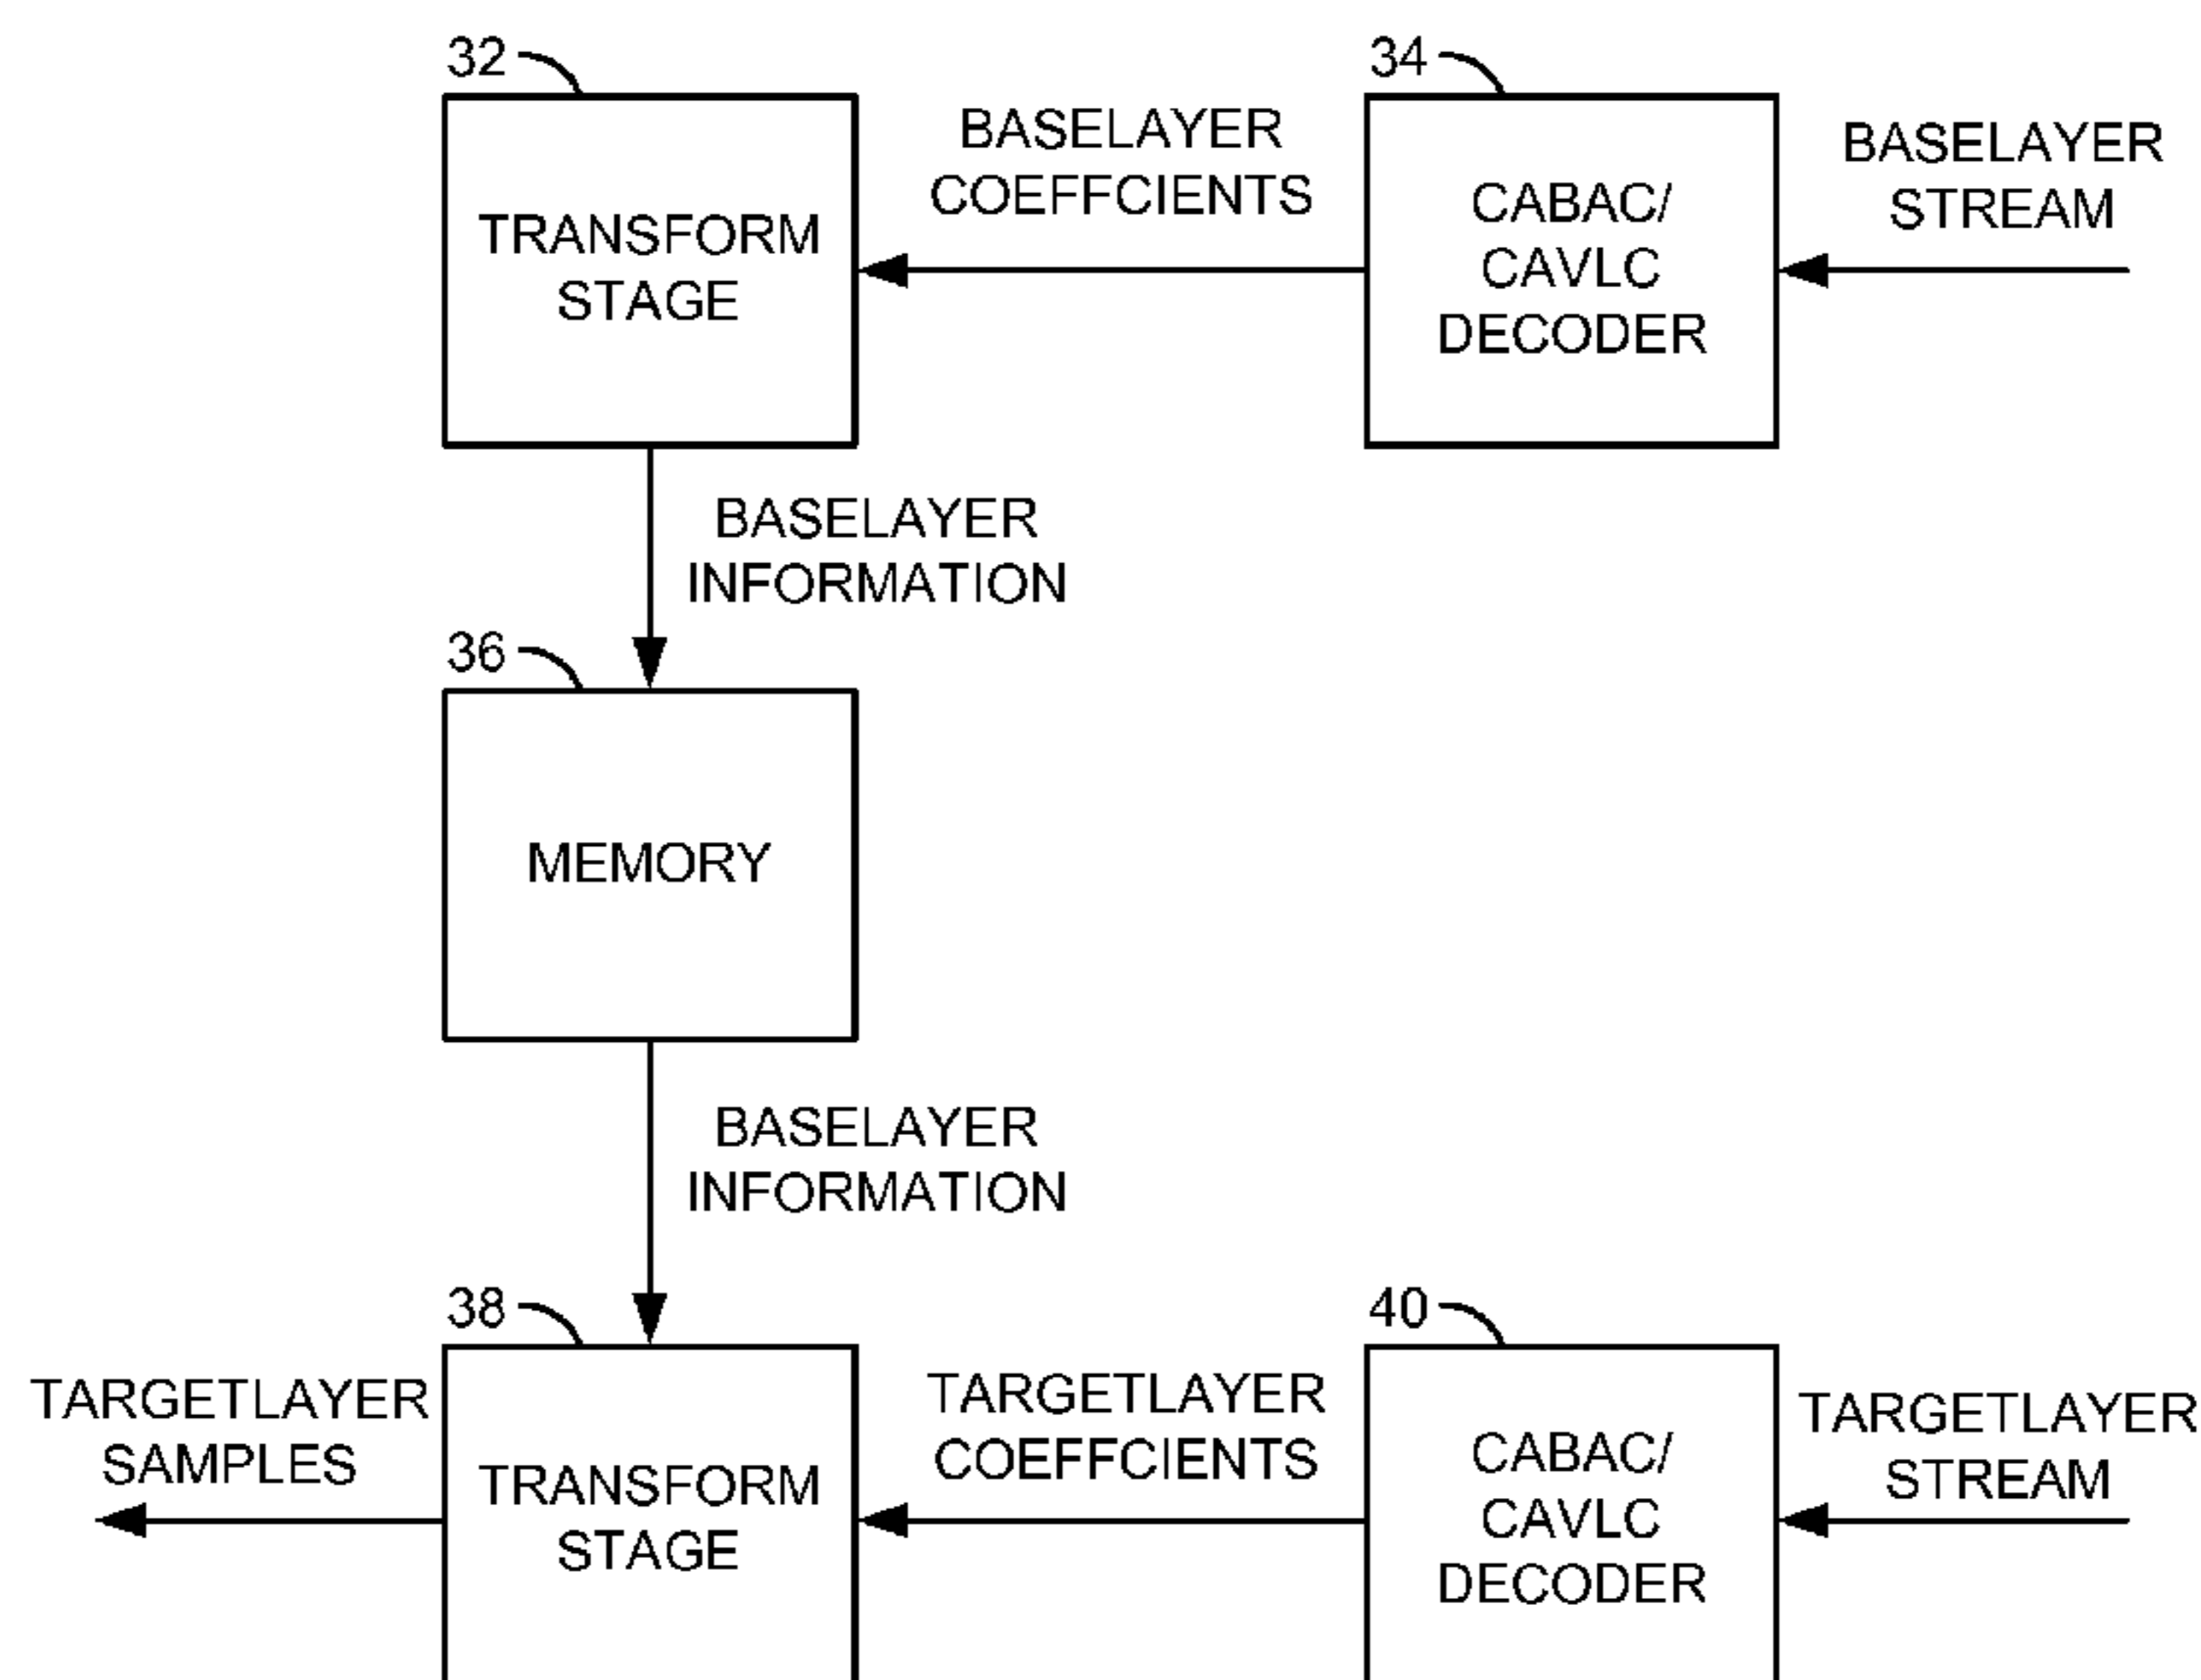 32
34
BASELAYER
COEFFCIENTS
BASELAYER
STREAM
TRANSFORM
STAGE
CABAC/
CAVLC
DECODER
BASELAYER
INFORMATION
36
MEMORY
BASELAYER
INFORMATION
38
40
TARGETLAYER
SAMPLES
TRANSFORM
STAGE
TARGETLAYER
COEFFCIENTS
CABAC/
CAVLC
DECODER
TARGETLAYER
STREAM